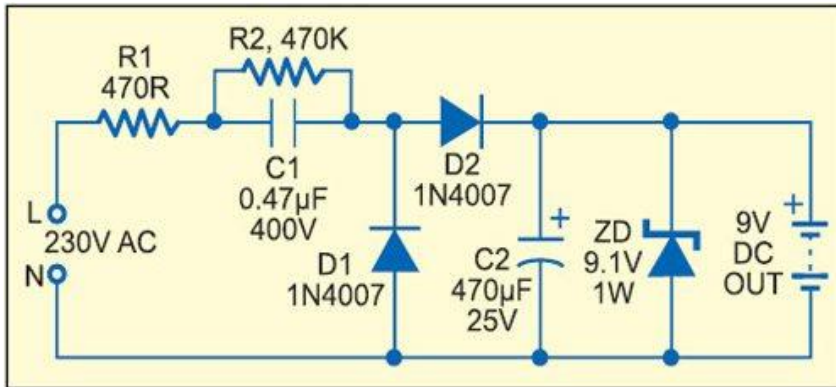 R1
470R
R2, 470K
C1
0.47µF
400V
D2
1N4007
L
230V AC
N
D1
1N4007
+
C2
470µF
25V
ZD
9.1V
1W
+
9V
DC
OUT